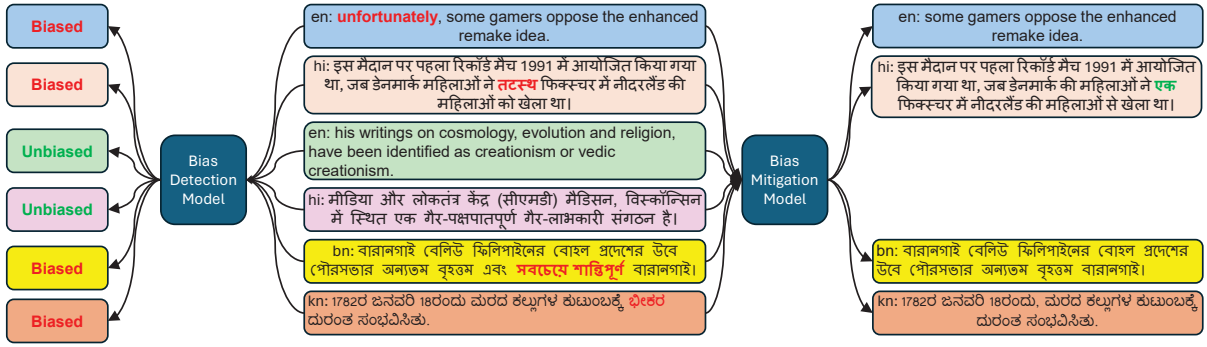 Biased
Biased
Unbiased
Unbiased
Biased
Biased
Bias
Detection
Model
en: unfortunately, some gamers oppose the enhanced
remake idea.
hi: इस मैदान पर पहला रिकॉर्ड मैच 1991 में आयोजित किया गया
था, जब डेनमार्क महिलाओं ने तटस्थ फिक्स्चर में नीदरलैंड की
महिलाओं को खेला था।
en: his writings on cosmology, evolution and religion,
have been identified as creationism or vedic
creationism.
hi: मीडिया और लोकतंत्र केंद्र (सीएमडी) मैडिसन, विस्कॉन्सिन
में स्थित एक गैर-पक्षपातपूर्ण गैर-लाभकारी संगठन है।
bn: বারানগাই বেলিউ ফিলিপাইনের বোহল প্রদেশের উবে
পৌরসভার অন্যতম বৃহত্তম এবং সবচেয়ে শান্তিপূর্ণ বারানগাই।
kn: 1782ರ ಜನವರಿ 18ರಂದು ಮರದ ಕಲ್ಲುಗಳ ಕುಟುಂಬಕ್ಕೆ ಭೀಕರ
ದುರಂತ ಸಂಭವಿಸಿತು.
Bias
Mitigation
Model
en: some gamers oppose the enhanced
remake idea.
hi: इस मैदान पर पहला रिकॉर्ड मैच 1991 में आयोजित
किया गया था, जब डेनमार्क की महिलाओं ने एक
फिक्स्चर में नीदरलैंड की महिलाओं से खेला था।
bn: বারানগাই বেলিউ ফিলিপাইনের বোহল প্রদেশের
উবে পৌরসভার অন্যতম বৃহত্তম বারানগাই।
kn: 1782ರ ಜನವರಿ 18ರಂದು, ಮರದ ಕಲ್ಲುಗಳ ಕುಟುಂಬಕ್ಕೆ
ದುರಂತ ಸಂಭವಿಸಿತು.